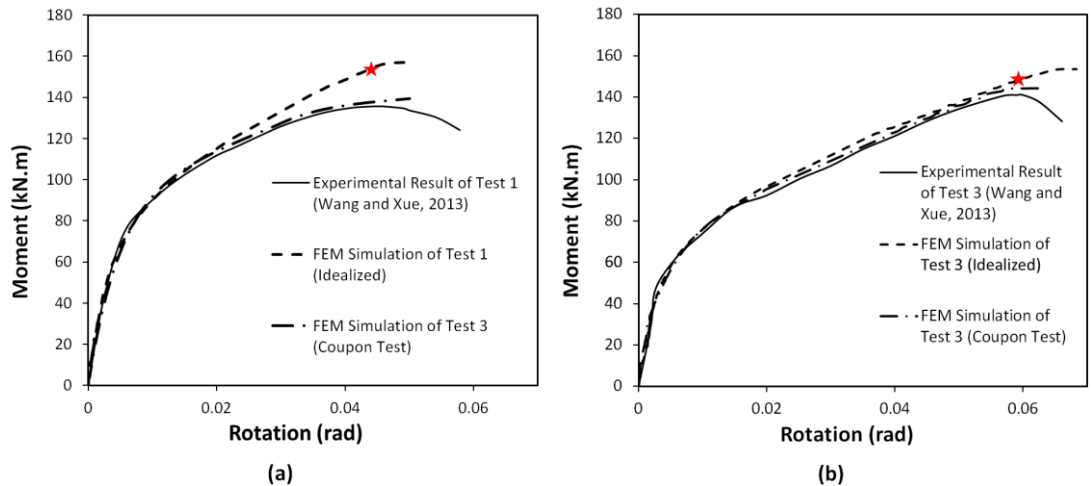 180
160
140
120
100
80
60
40
20
0
Moment (kN.m)
0
0.02
0.04
0.06
Rotation (rad)
Experimental Result of Test 1
(Wang and Xue, 2013)
FEM Simulation of Test 1
(Idealized)
FEM Simulation of Test 3
(Coupon Test)
(a)
180
160
140
120
100
80
60
40
20
0
Moment (kN.m)
0
0.02
0.04
0.06
Rotation (rad)
Experimental Result
of Test 3 (Wang and
Xue, 2013)
FEM Simulation of
Test 3 (Idealized)
FEM Simulation of
Test 3 (Coupon Test)
(b)